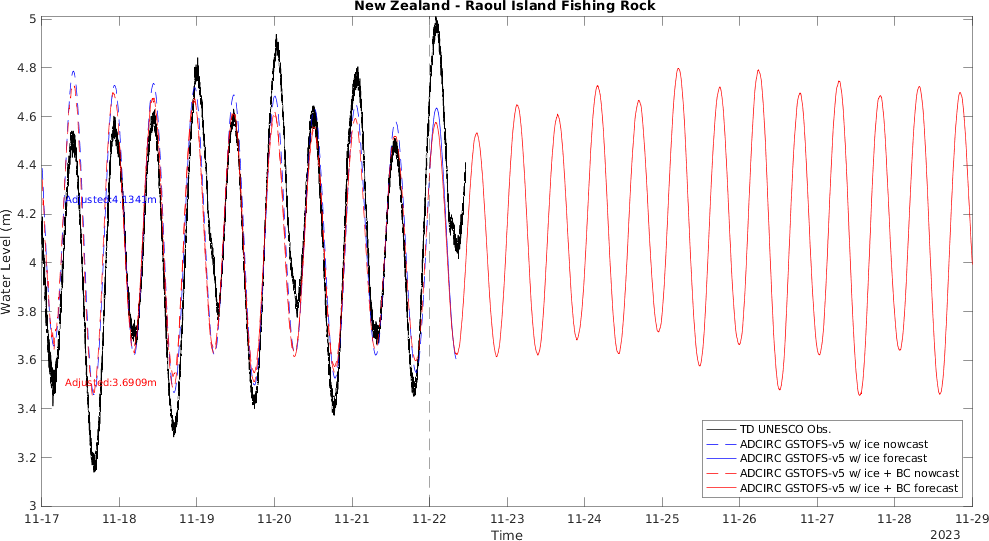 New Zealand - Raoul Island Fishing Rock
5
4.8
4.6
4.4
4.2
4
3.8
3.6
3.4
3.2
3
Water Level (m)
Adjusted:4.1341m
Adjusted:3.6909m
TD UNESCO Obs.
ADCIRC GSTOFS-v5 w/ ice nowcast
ADCIRC GSTOFS-v5 w/ ice forecast
ADCIRC GSTOFS-v5 w/ ice + BC nowcast
ADCIRC GSTOFS-v5 w/ ice + BC forecast
11-17 11-18 11-19 11-20 11-21 11-22 11-23 11-24 11-25 11-26 11-27 11-28 11-29
Time
2023